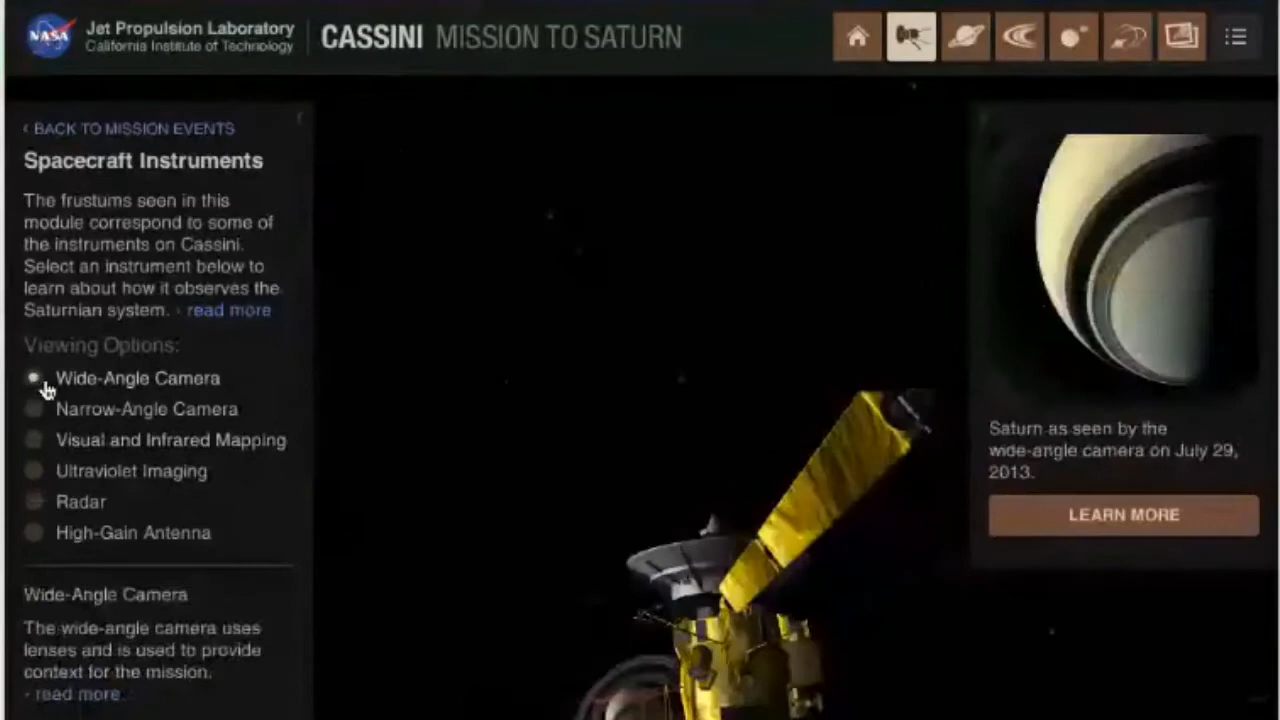 NASA
Jet Propulsion Laboratory
California Institute of Technology
CASSINI MISSION TO SATURN
‹ BACK TO MISSION EVENTS
Spacecraft Instruments
The frustums seen in this
module correspond to some of
the instruments on Cassini.
Select an instrument below to
learn about how it observes the
Saturnian system. › read more
Viewing Options:
Wide-Angle Camera
Narrow-Angle Camera
Visual and Infrared Mapping
Ultraviolet Imaging
Radar
High-Gain Antenna
Wide-Angle Camera
The wide-angle camera uses
lenses and is used to provide
context for the mission.
› read more
Saturn as seen by the
wide-angle camera on July 29,
2013.
LEARN MORE